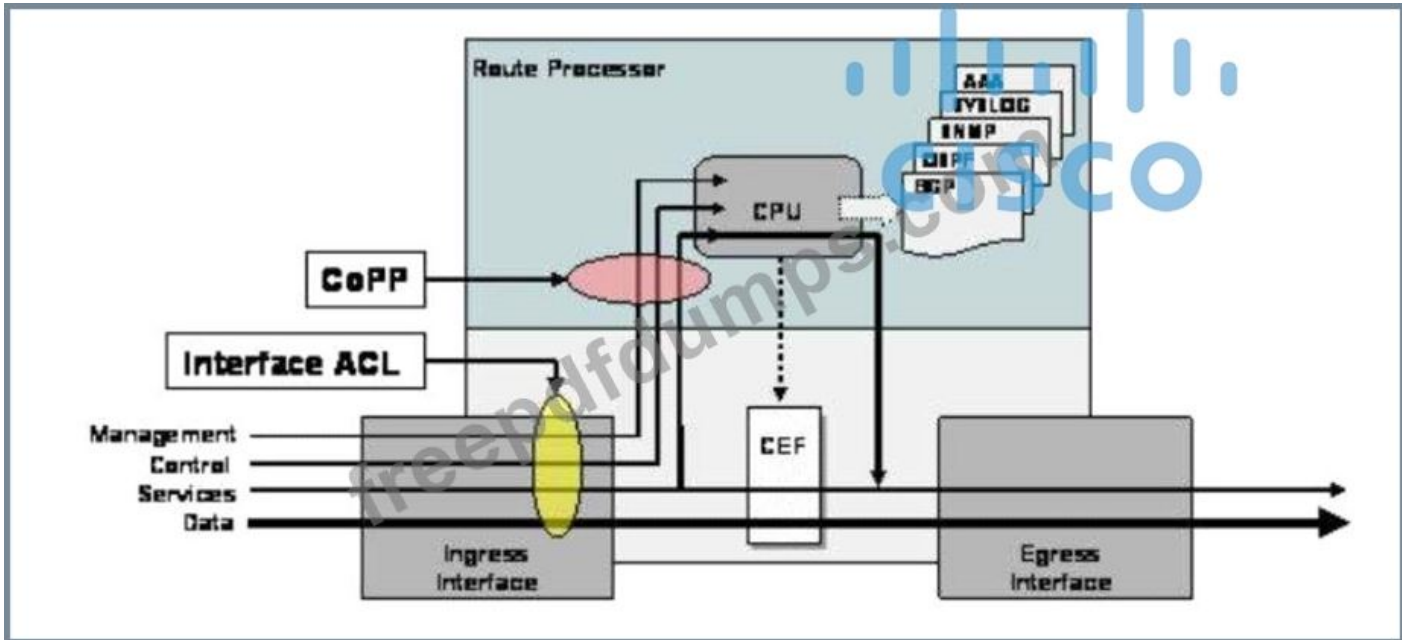 Route Processor
AAA
SYSLOG
SNMP
OSPF
BGP
cisco
CPU
CoPP
Interface ACL
Management
Control
Services
Data
CEF
Ingress
Interface
Egress
Interface
freepdfdumps.com